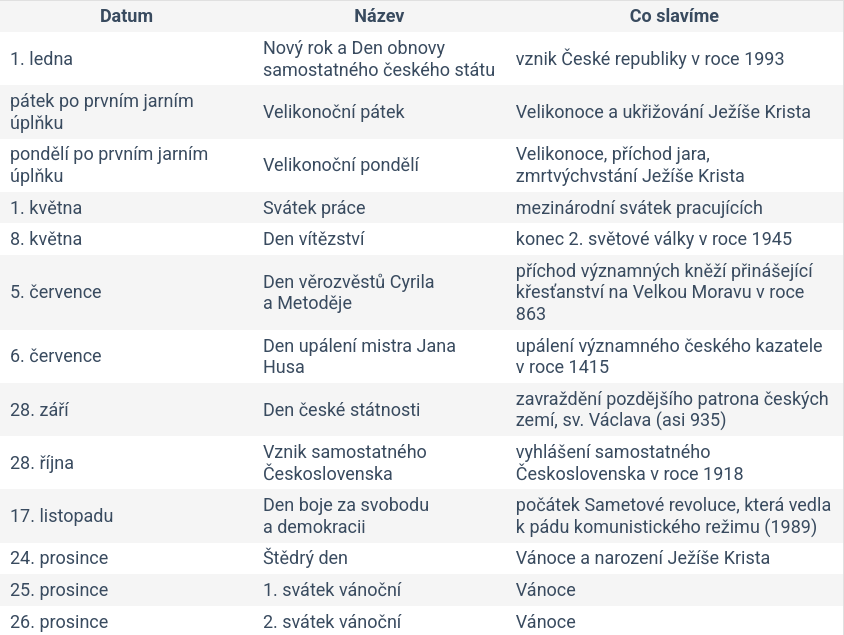 Datum Název Co slavíme
1. ledna
Nový rok a Den obnovy
samostatného českého státu
vznik České republiky v roce 1993
pátek po prvním jarním
úplňku
Velikonoční pátek
Velikonoce a ukřižování Ježíše Krista
pondělí po prvním jarním
úplňku
Velikonoční pondělí
Velikonoce, příchod jara,
zmrtvýchvstání Ježíše Krista
1. května
Svátek práce
mezinárodní svátek pracujících
8. května
Den vítězství
konec 2. světové války v roce 1945
5. července
Den věrozvěstů Cyrila
a Metoděje
příchod významných kněží přinášející
křesťanství na Velkou Moravu v roce
863
6. července
Den upálení mistra Jana
Husa
upálení významného českého kazatele
v roce 1415
28. září
Den české státnosti
zavraždění pozdějšího patrona českých
zemí, sv. Václava (asi 935)
28. října
Vznik samostatného
Československa
vyhlášení samostatného
Československa v roce 1918
17. listopadu
Den boje za svobodu
a demokracii
počátek Sametové revoluce, která vedla
k pádu komunistického režimu (1989)
24. prosince
Štědrý den
Vánoce a narození Ježíše Krista
25. prosince
1. svátek vánoční
Vánoce
26. prosince
2. svátek vánoční
Vánoce